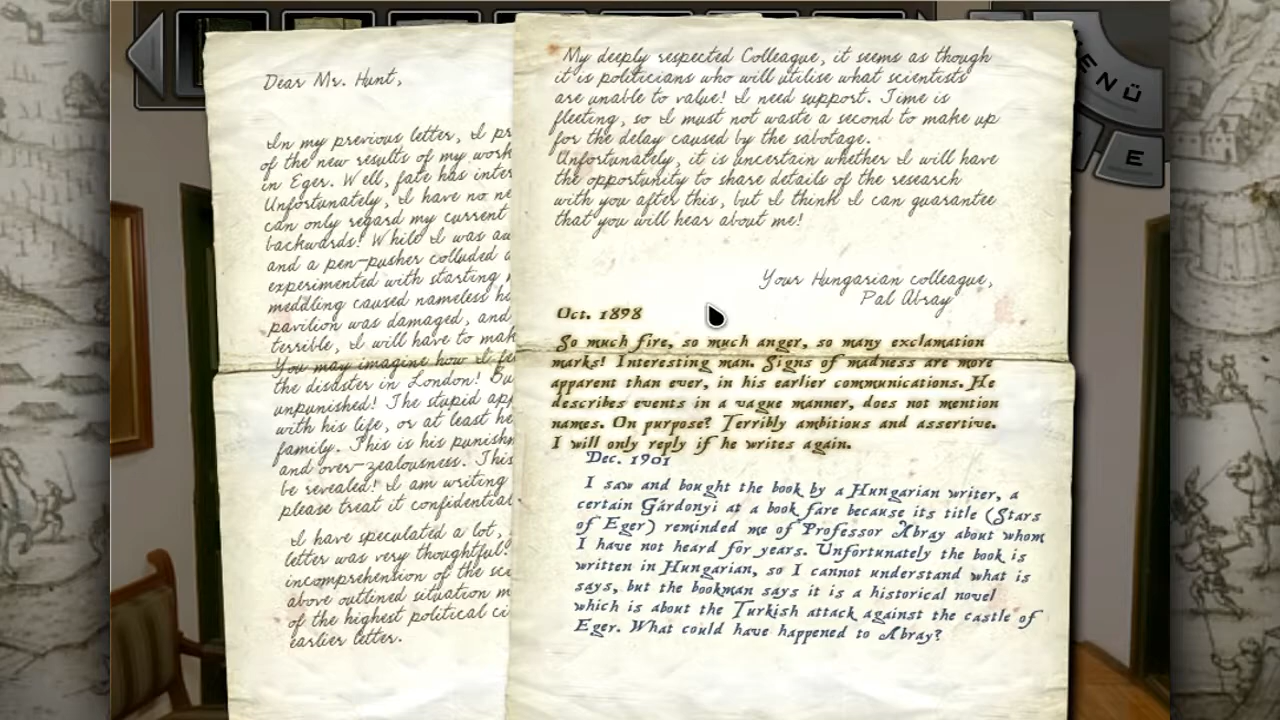 Dear Mr. Hunt,
In my previous letter, I pr
of the new results of my work
in Eger. Well, fate has inter
Unfortunately, I have no ne
can only regard my current
backwards! While I was aw
and a pen-pusher colluded a
experimented with starting
meddling caused nameless ha
pavilion was damaged, and
terrible, I will have to mak
You may imagine how I fee
the disaster in London! Bu
unpunished! The stupid app
with his life, or at least he
family. This is his punishm
and over-zealousness. This
be revealed! I am writing
please treat it confidential
I have speculated a lot,
letter was very thoughtful?
incomprehension of the sci
above outlined situation m
of the highest political ci
earlier letter.
My deeply respected Colleague, it seems as though
it is politicians who will utilise what scientists
are unable to value! I need support. Time is
fleeting, so I must not waste a second to make up
for the delay caused by the sabotage.
Unfortunately, it is uncertain whether I will have
the opportunity to share details of the research
with you after this, but I think I can guarantee
that you will hear about me!
Your Hungarian colleague,
Pal Abray
Oct. 1898
So much fire, so much anger, so many exclamation
marks! Interesting man. Signs of madness are more
apparent than ever, in his earlier communications. He
describes events in a vague manner, does not mention
names. On purpose? Terribly ambitious and assertive.
I will only reply if he writes again.
Dec. 1901
I saw and bought the book by a Hungarian writer, a
certain Gárdonyi at a book fare because its title (Stars
of Eger) reminded me of Professor Abray about whom
I have not heard for years. Unfortunately the book is
written in Hungarian, so I cannot understand what is
says, but the bookman says it is a historical novel
which is about the Turkish attack against the castle of
Eger. What could have happened to Abray?
ENÜ
E